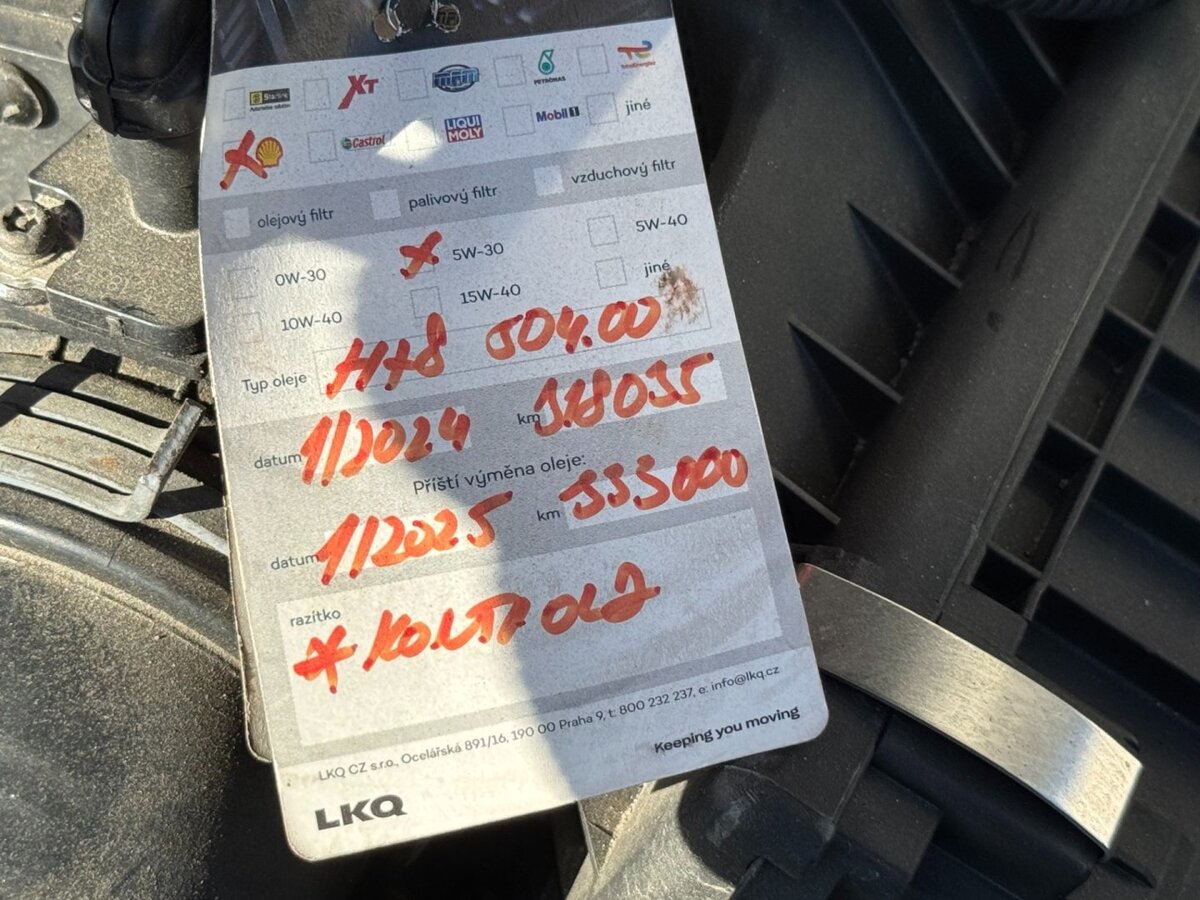 Starline XT PETRONAS TotalEnergies
X Castrol LIQUI MOLY Mobil 1 jiné
olejový filtr palivový filtr vzduchový filtr
0W-30 X 5W-30 5W-40
10W-40 15W-40 jiné
Typ oleje HX8 504.00
datum 1/2024 km 318035
Příští výměna oleje:
datum 1/2025 km 333000
razítko
* KONTROLA
LKQ CZ s.r.o., Ocelářská 891/16, 190 00 Praha 9, t: 800 232 237, e: info@lkq.cz
Keeping you moving
LKQ